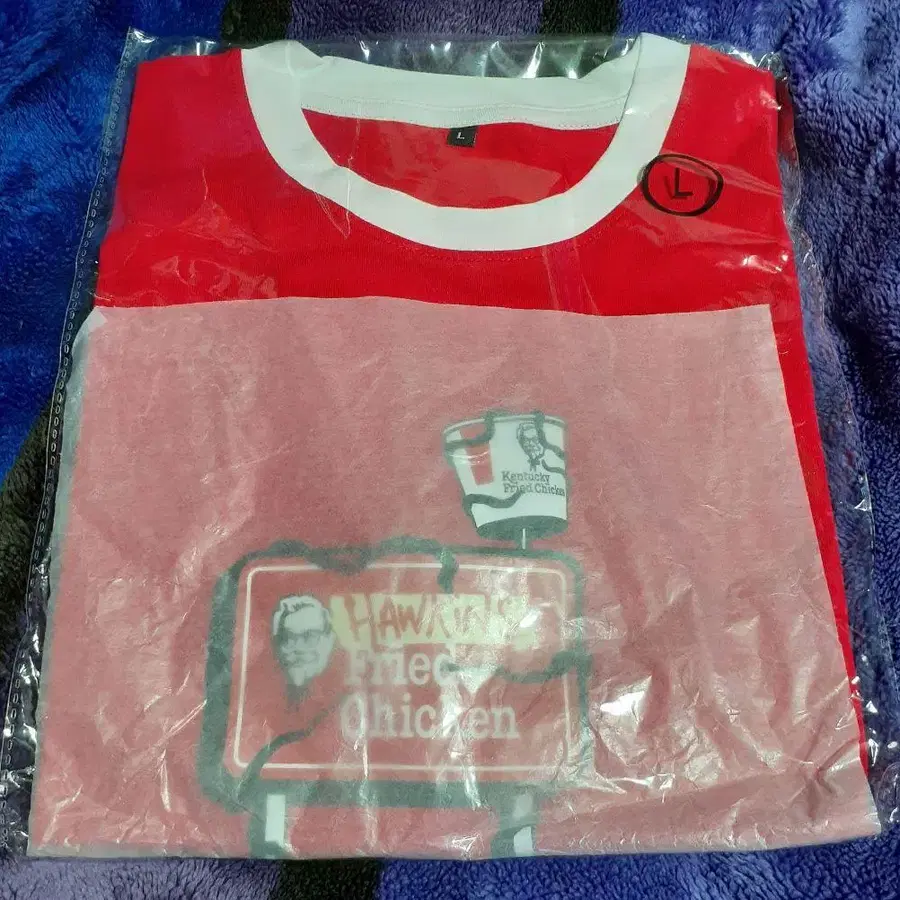 L
L
Kentucky
Fried Chicken
HAWKINS
Fried
Chicken